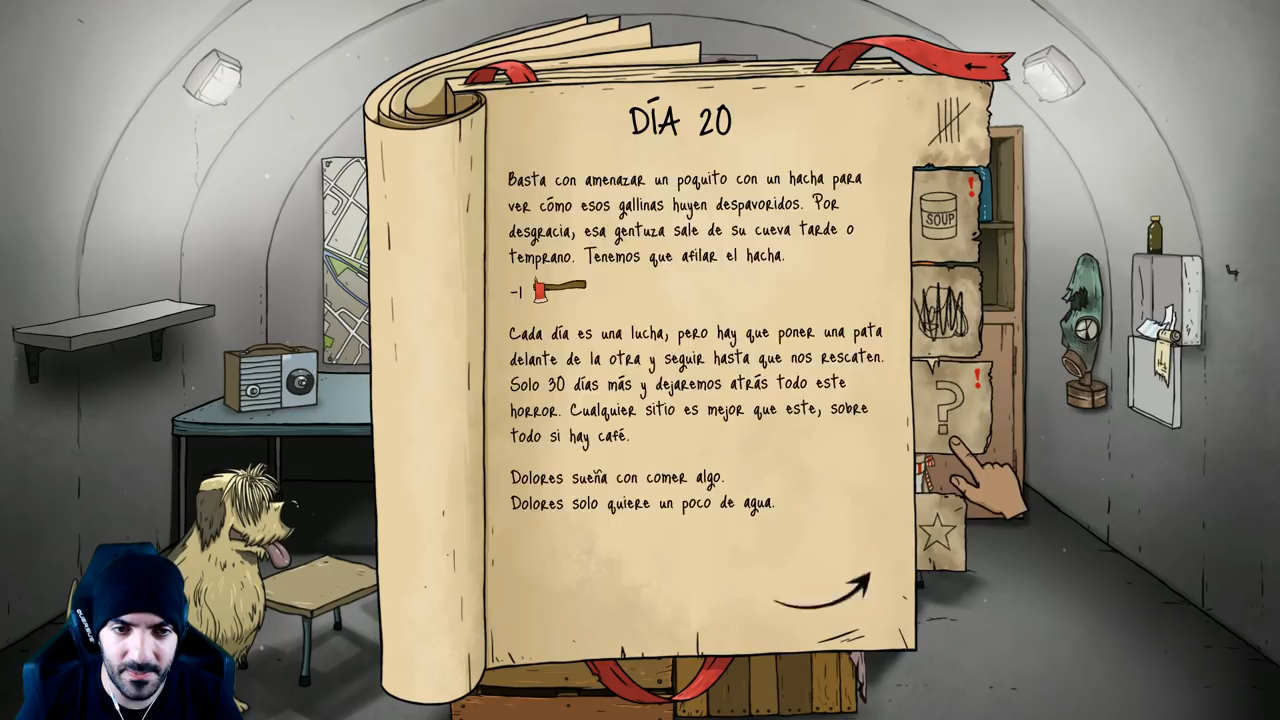 DÍA 20
Basta con amenazar un poquito con un hacha para
ver cómo esos gallinas huyen despavoridos. Por
desgracia, esa gentuza sale de su cueva tarde o
temprano. Tenemos que afilar el hacha.
-1
Cada día es una lucha, pero hay que poner una pata
delante de la otra y seguir hasta que nos rescaten.
Solo 30 días más y dejaremos atrás todo este
horror. Cualquier sitio es mejor que este, sobre
todo si hay café.
Dolores sueña con comer algo.
Dolores solo quiere un poco de agua.
SOUP
!
!
?